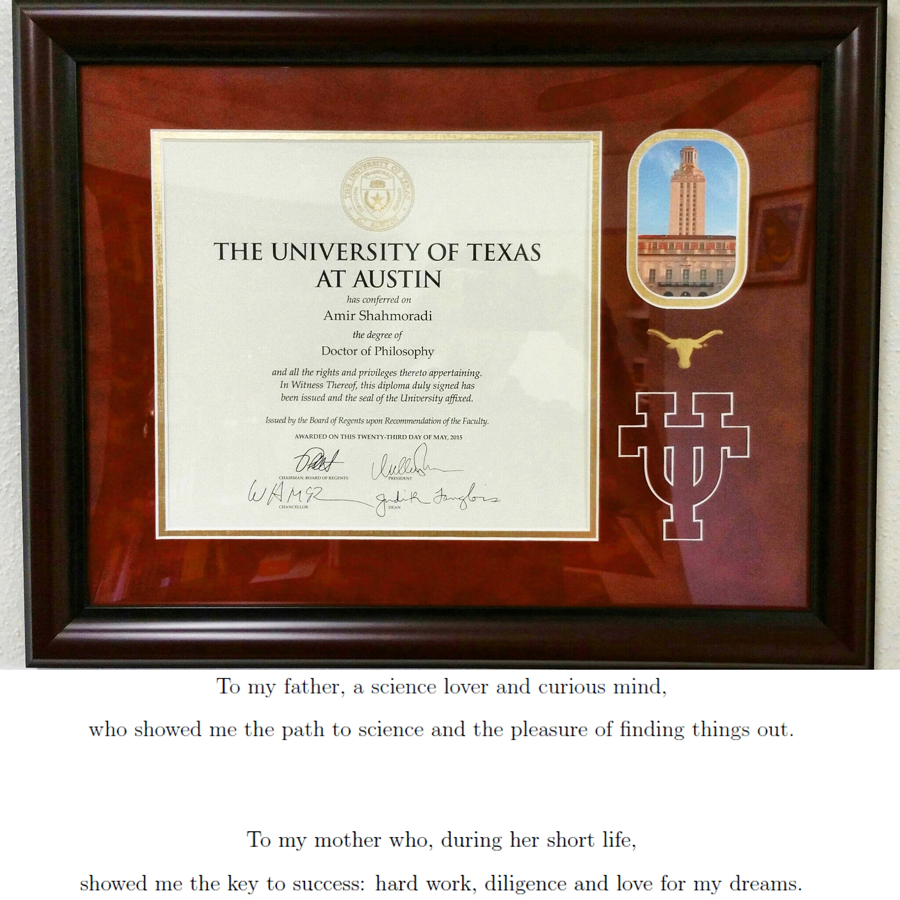 THE UNIVERSITY OF TEXAS
AT AUSTIN
has conferred on
Amir Shahmoradi
the degree of
Doctor of Philosophy
and all the rights and privileges thereto appertaining.
In Witness Thereof, this diploma duly signed has
been issued and the seal of the University affixed.
Issued by the Board of Regents upon Recommendation of the Faculty.
AWARDED ON THIS TWENTY-THIRD DAY OF MAY, 2015
CHAIRMAN, BOARD OF REGENTS PRESIDENT
CHANCELLOR DEAN
To my father, a science lover and curious mind,
who showed me the path to science and the pleasure of finding things out.
To my mother who, during her short life,
showed me the key to success: hard work, diligence and love for my dreams.